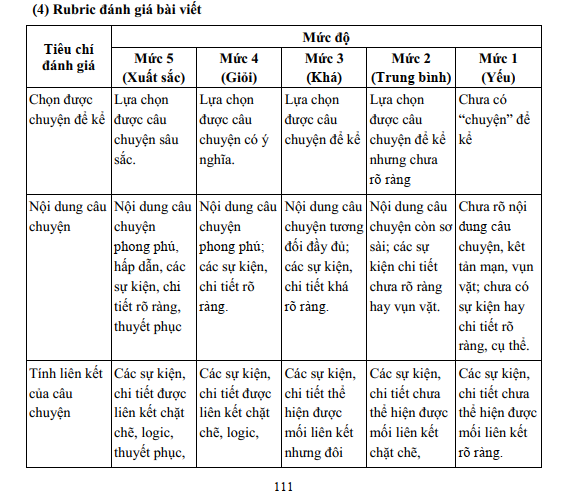 (4) Rubric đánh giá bài viết
Tiêu chí
đánh giá
Mức độ
Mức 5
(Xuất sắc)
Mức 4
(Giỏi)
Mức 3
(Khá)
Mức 2
(Trung bình)
Mức 1
(Yếu)
Chọn được
chuyện để kể
Lựa chọn
được câu
chuyện sâu
sắc.
Lựa chọn
được câu
chuyện có ý
nghĩa.
Lựa chọn
được câu
chuyện để kể
Lựa chọn
được câu
chuyện để kể
nhưng chưa
rõ ràng
Chưa có
“chuyện” để
kể
Nội dung câu
chuyện
Nội dung câu
chuyện
phong phú,
hấp dẫn, các
sự kiện, chi
tiết rõ ràng,
thuyết phục
Nội dung câu
chuyện
phong phú;
các sự kiện,
chi tiết rõ
ràng.
Nội dung câu
chuyện tương
đối đầy đủ;
các sự kiện,
chi tiết khá
rõ ràng.
Nội dung câu
chuyện còn sơ
sài; các sự
kiện chi tiết
chưa rõ ràng
hay vụn vặt.
Chưa rõ nội
dung câu
chuyện, kêt
tản mạn, vụn
vặt; chưa có
sự kiện hay
chi tiết rõ
ràng, cụ thể.
Tính liên kết
của câu
chuyện
Các sự kiện,
chi tiết được
liên kết chặt
chẽ, logic,
thuyết phục,
Các sự kiện,
chi tiết được
liên kết chặt
chẽ, logic,
Các sự kiện,
chi tiết thể
hiện được
mối liên kết
nhưng đôi
Các sự kiện,
chi tiết chưa
thể hiện được
mối liên kết
chặt chẽ,
Các sự kiện,
chi tiết chưa
thể hiện được
mối liên kết
rõ ràng.
111